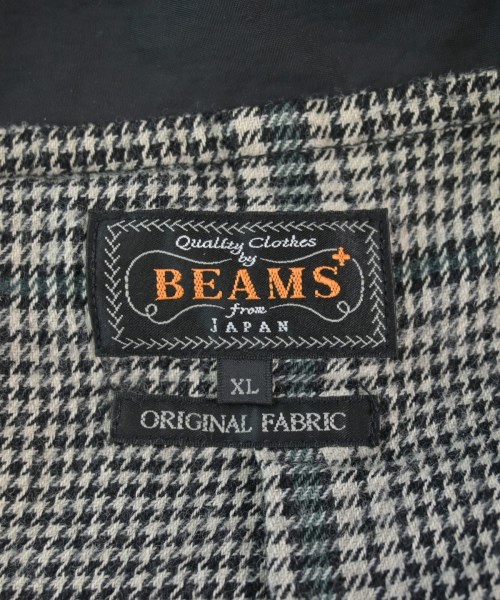 Quality Clothes
by
BEAMS+
from
JAPAN
XL
ORIGINAL FABRIC